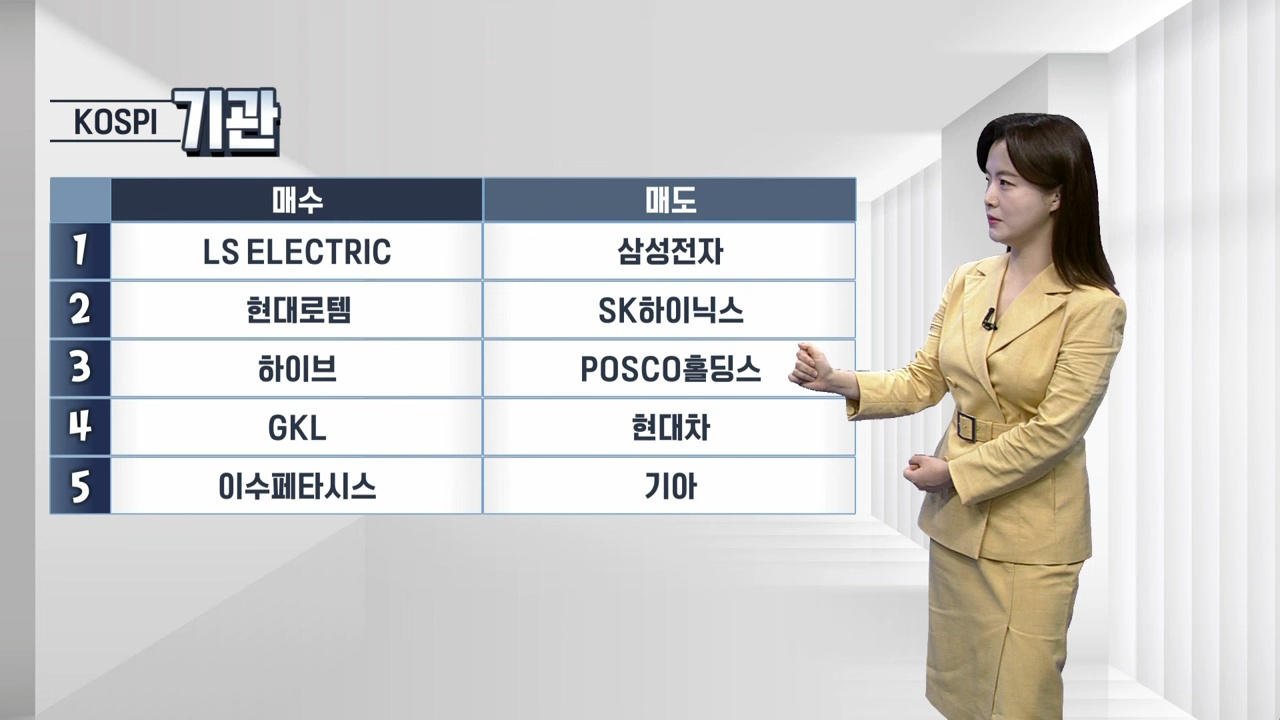 KOSPI 기관
매수 매도
1 LS ELECTRIC 삼성전자
2 현대로템 SK하이닉스
3 하이브 POSCO홀딩스
4 GKL 현대차
5 이수페타시스 기아